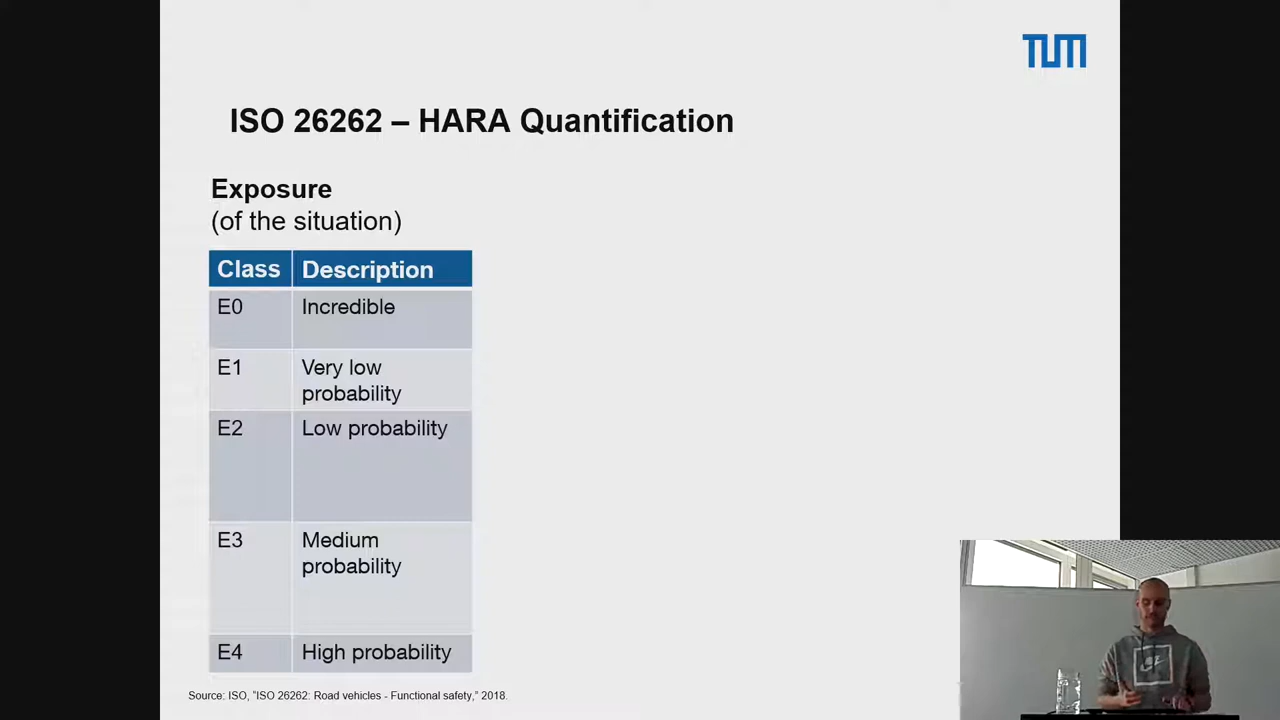 TUM
ISO 26262 – HARA Quantification
Exposure
(of the situation)
Class Description
E0 Incredible
E1 Very low
probability
E2 Low probability
E3 Medium
probability
E4 High probability
Source: ISO, "ISO 26262: Road vehicles - Functional safety," 2018.